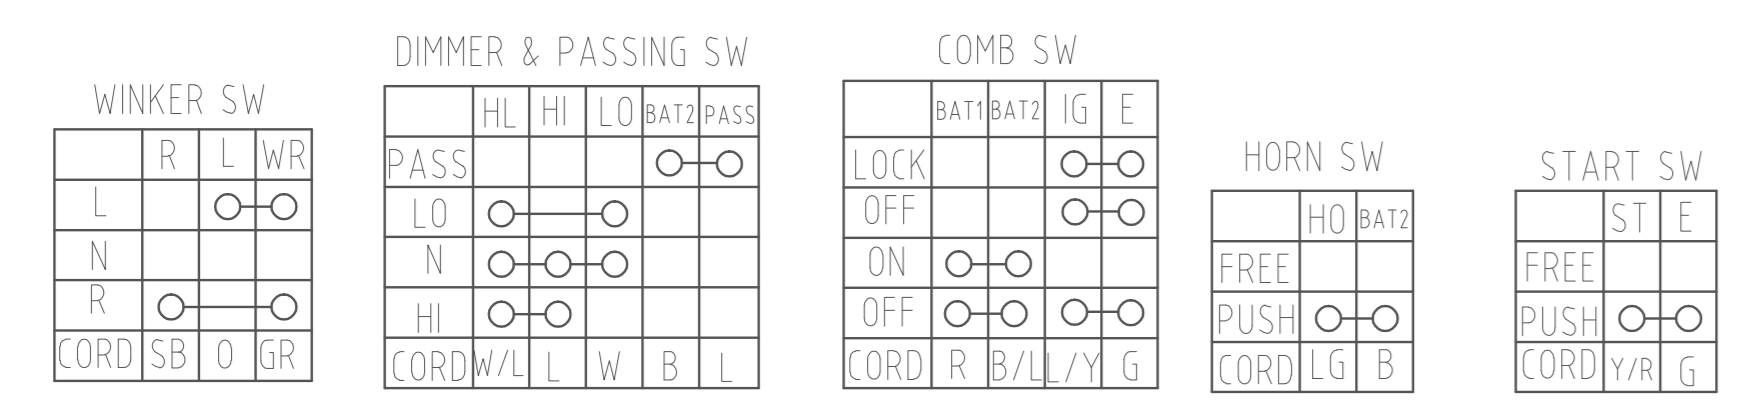 WINKER SW
R L WR
L
N
R
CORD SB O GR
DIMMER & PASSING SW
HL HI LO BAT2 PASS
PASS
LO
N
HI
CORD W/L L W B L
COMB SW
BAT1 BAT2 IG E
LOCK
OFF
ON
OFF
CORD R B/L L/Y G
HORN SW
HO BAT2
FREE
PUSH
CORD LG B
START SW
ST E
FREE
PUSH
CORD Y/R G